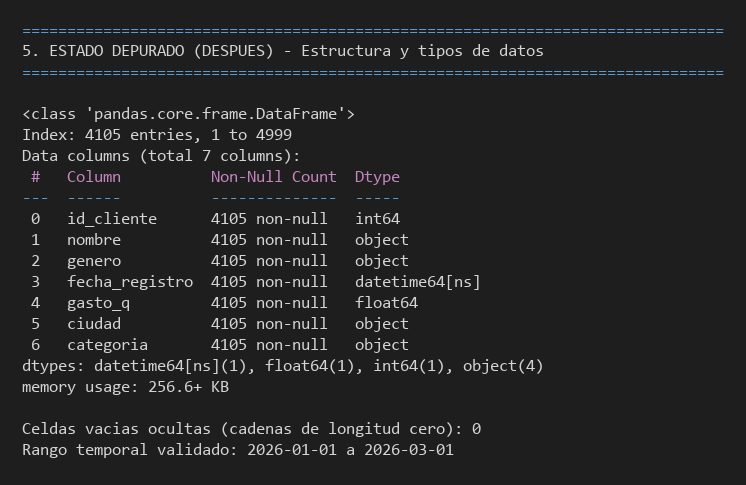 ==============================================================================
5. ESTADO DEPURADO (DESPUES) - Estructura y tipos de datos
==============================================================================
<class 'pandas.core.frame.DataFrame'>
Index: 4105 entries, 1 to 4999
Data columns (total 7 columns):
 #   Column          Non-Null Count  Dtype
---  ------          --------------  -----
 0   id_cliente      4105 non-null   int64
 1   nombre          4105 non-null   object
 2   genero          4105 non-null   object
 3   fecha_registro  4105 non-null   datetime64[ns]
 4   gasto_q         4105 non-null   float64
 5   ciudad          4105 non-null   object
 6   categoria       4105 non-null   object
dtypes: datetime64[ns](1), float64(1), int64(1), object(4)
memory usage: 256.6+ KB
Celdas vacias ocultas (cadenas de longitud cero): 0
Rango temporal validado: 2026-01-01 a 2026-03-01